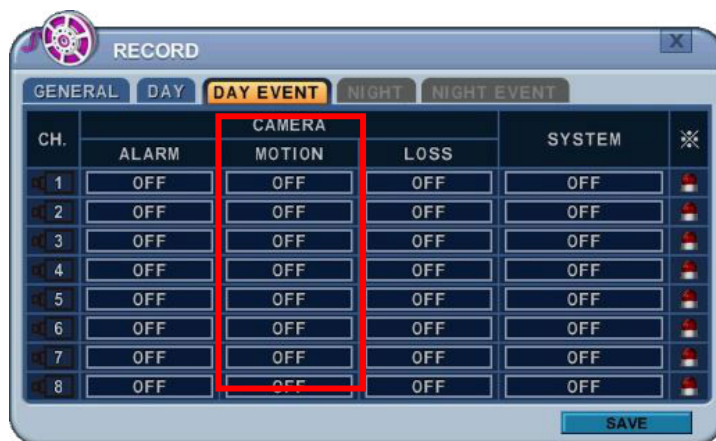 RECORD X
GENERAL DAY DAY EVENT NIGHT NIGHT EVENT
CH. CAMERA SYSTEM ※
ALARM MOTION LOSS
1 OFF OFF OFF OFF
2 OFF OFF OFF OFF
3 OFF OFF OFF OFF
4 OFF OFF OFF OFF
5 OFF OFF OFF OFF
6 OFF OFF OFF OFF
7 OFF OFF OFF OFF
8 OFF OFF OFF OFF
SAVE